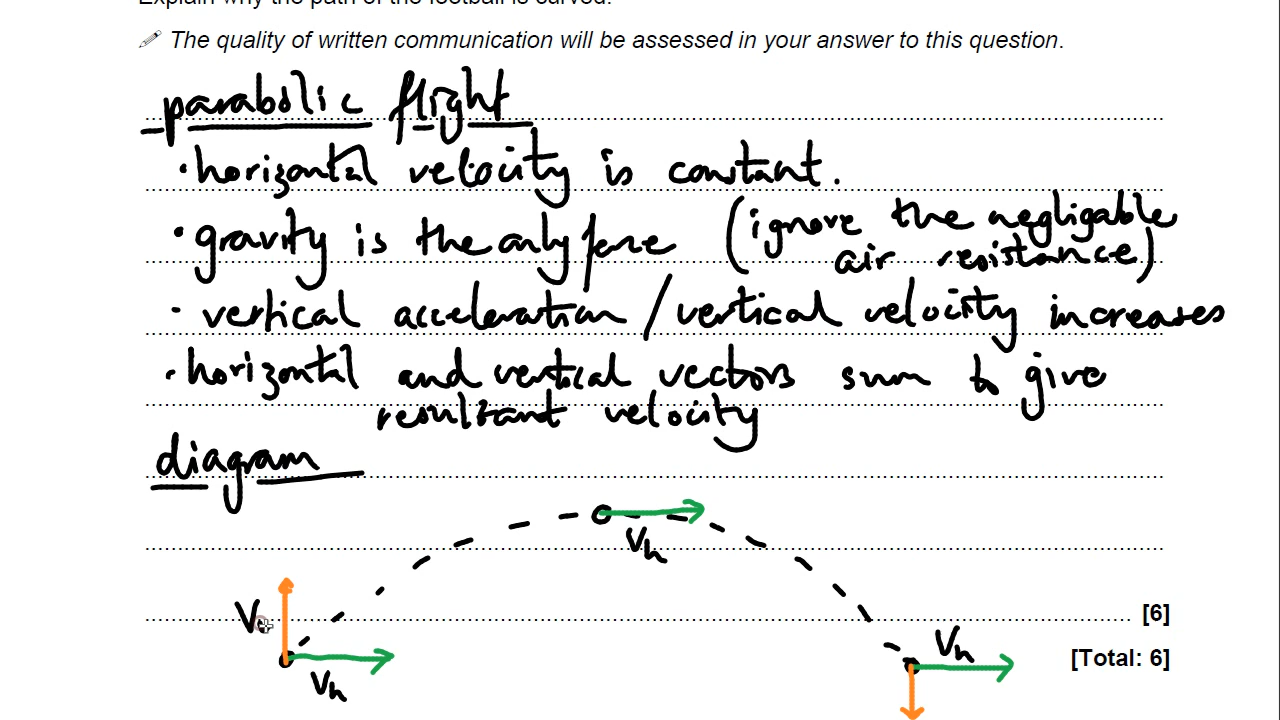 Explain why the path of the football is curved.
The quality of written communication will be assessed in your answer to this question.
parabolic flight
• horizontal velocity is constant.
• gravity is the only force (ignore the negligable
air resistance)
• vertical acceleration / vertical velocity increases
• horizontal and vertical vectors sum to give
resultant velocity
diagram
Vh
V
[6]
Vh
[Total: 6]
Vh